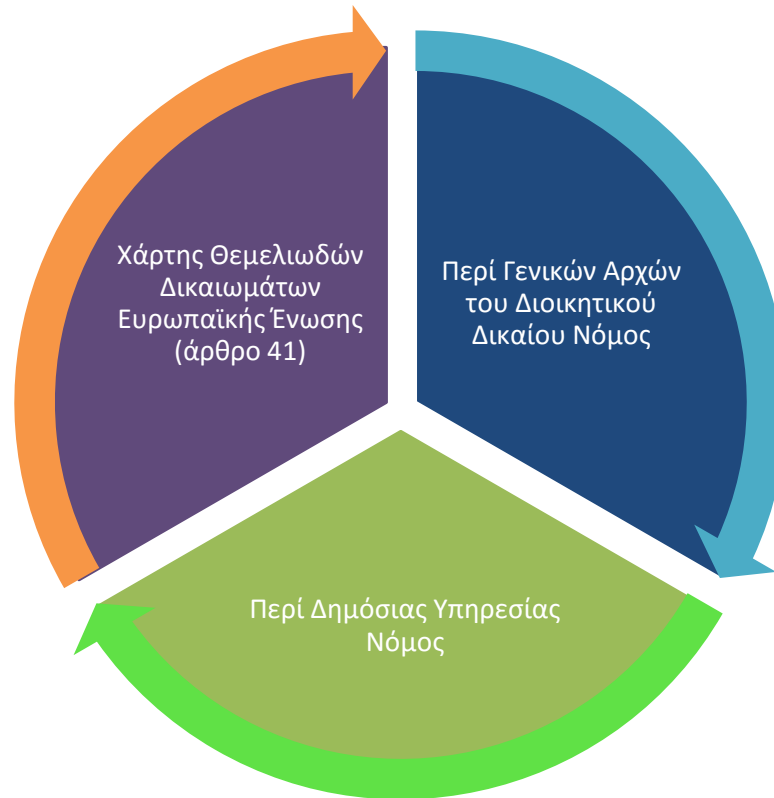 Χάρτης Θεμελιωδών
Δικαιωμάτων
Ευρωπαϊκής Ένωσης
(άρθρο 41)
Περί Γενικών Αρχών
του Διοικητικού
Δικαίου Νόμος
Περί Δημόσιας Υπηρεσίας
Νόμος